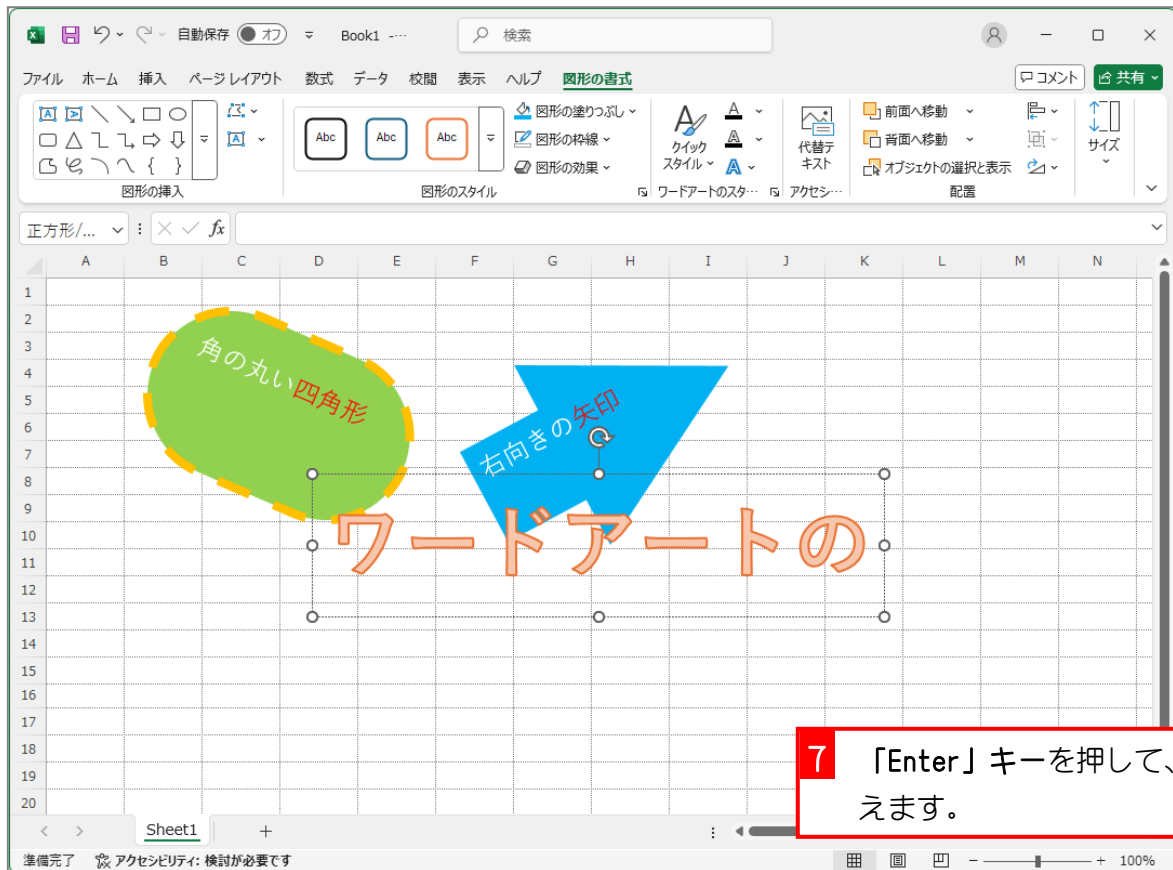 自動保存 オフ Book1 -… 検索
ファイル ホーム 挿入 ページ レイアウト 数式 データ 校閲 表示 ヘルプ 図形の書式 コメント 共有
Abc Abc Abc
図形の塗りつぶし
図形の枠線
図形の効果
クイック
スタイル
代替テ
キスト
前面へ移動
背面へ移動
オブジェクトの選択と表示
サイズ
図形の挿入 図形のスタイル ワードアートのスタ… アクセシ… 配置
正方形/... fx
A B C D E F G H I J K L M N
1
2
3
4
5
6
7
8
9
10
11
12
13
14
15
16
17
18
19
20
角の丸い四角形
右向きの矢印
ワードアートの
7 「Enter」キーを押して、
えます。
Sheet1
準備完了 アクセシビリティ: 検討が必要です 100%